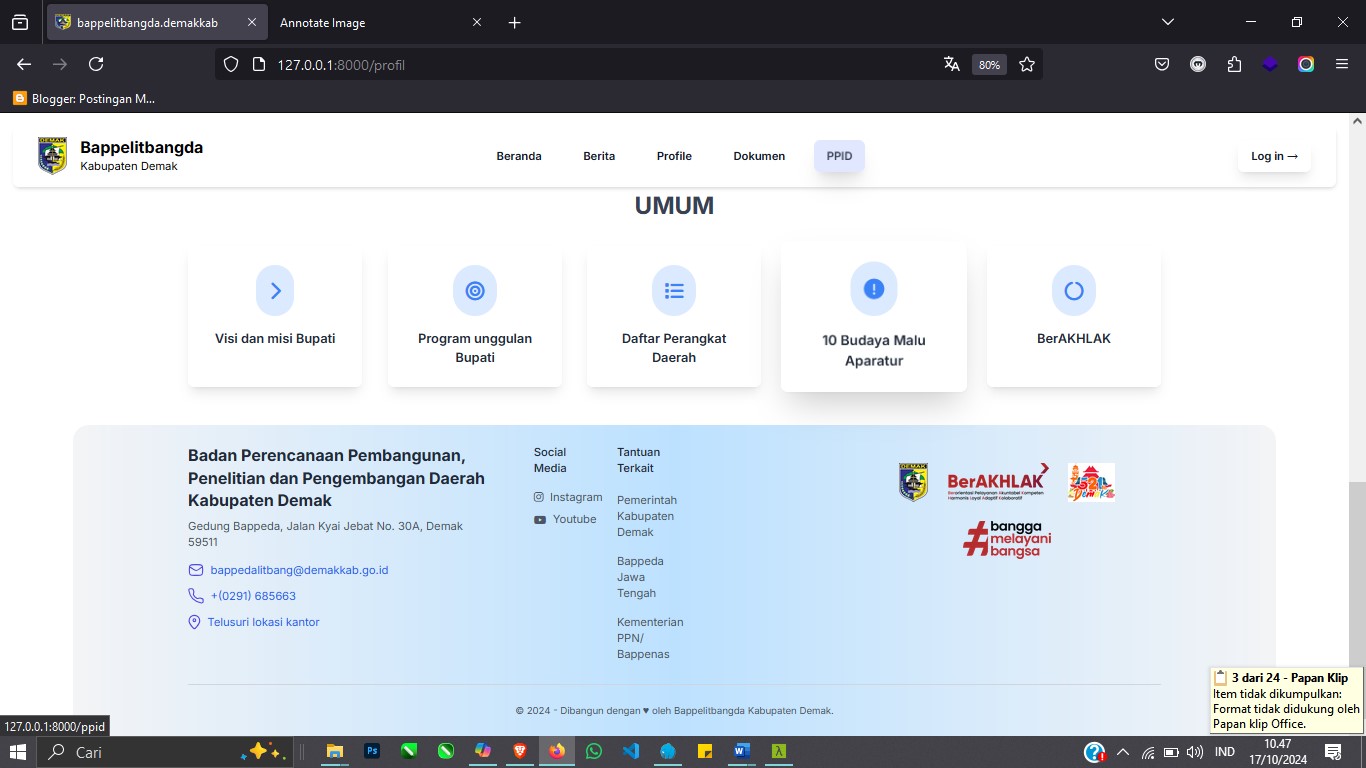 bappelitbangda.demakkab
Annotate Image
127.0.0.1:8000/profil
80%
Blogger: Postingan M...
DEMAK
Bappelitbangda
Kabupaten Demak
Beranda
Berita
Profile
Dokumen
PPID
Log in →
UMUM
Visi dan misi Bupati
Program unggulan
Bupati
Daftar Perangkat
Daerah
10 Budaya Malu
Aparatur
BerAKHLAK
Badan Perencanaan Pembangunan,
Penelitian dan Pengembangan Daerah
Kabupaten Demak
Gedung Bappeda, Jalan Kyai Jebat No. 30A, Demak
59511
bappedalitbang@demakkab.go.id
+(0291) 685663
Telusuri lokasi kantor
Social
Media
Instagram
Youtube
Tantuan
Terkait
Pemerintah
Kabupaten
Demak
Bappeda
Jawa
Tengah
Kementerian
PPN/
Bappenas
DEMAK
BerAKHLAK
Berorientasi Pelayanan Akuntabel Kompeten
Harmonis Loyal Adaptif Kolaboratif
Demak
#bangga
melayani
bangsa
© 2024 - Dibangun dengan ♥ oleh Bappelitbangda Kabupaten Demak.
3 dari 24 - Papan Klip
Item tidak dikumpulkan:
Format tidak didukung oleh
Papan klip Office.
127.0.0.1:8000/ppid
Cari
Ps
W
IND
10.47
17/10/2024